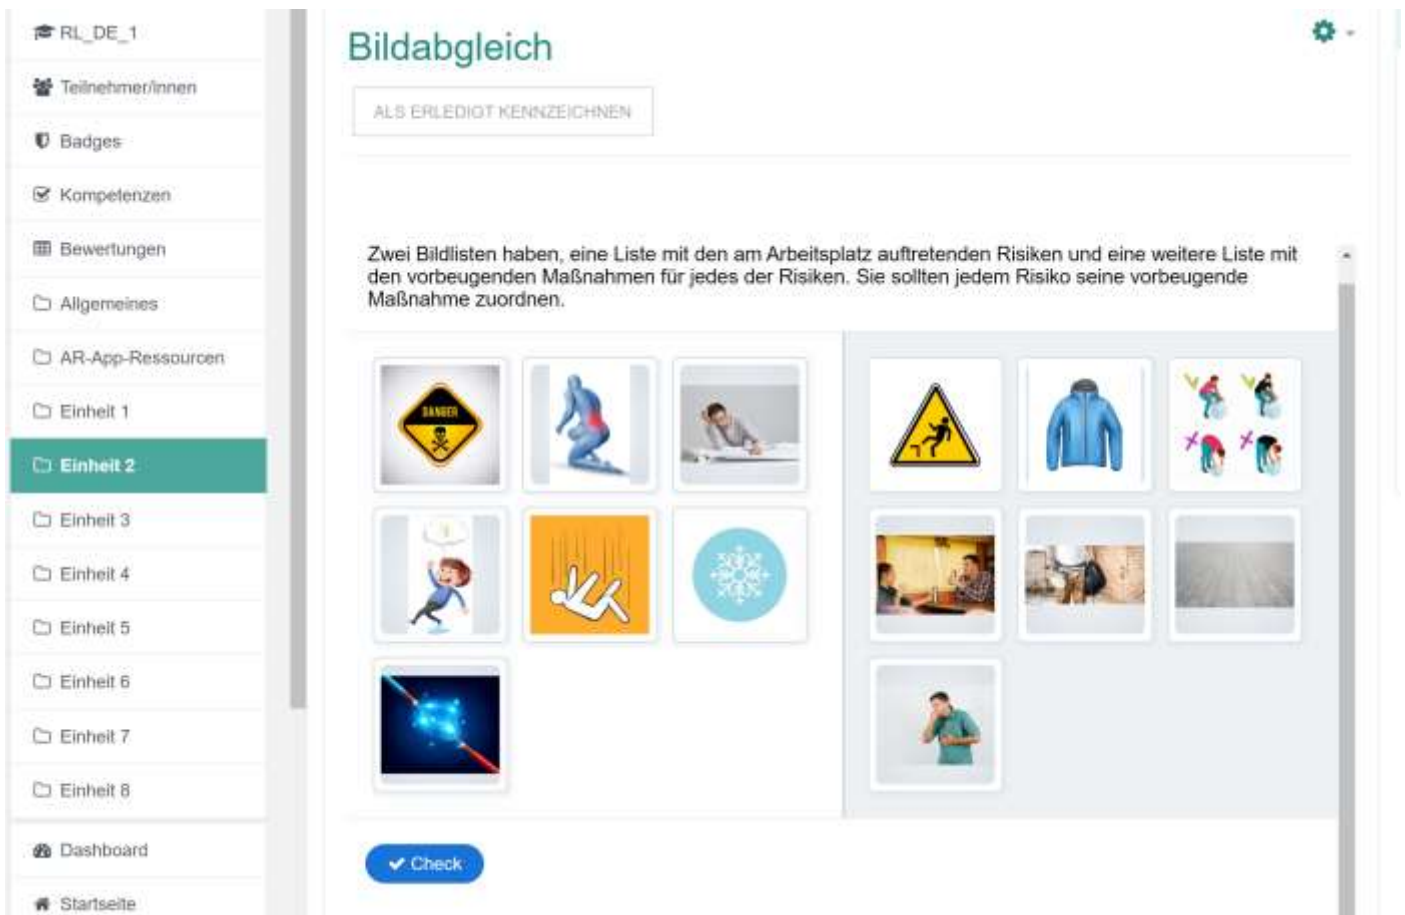 RL_DE_1
Teilnehmer/innen
Badges
Kompetenzen
Bewertungen
Allgemeines
AR-App-Ressourcen
Einheit 1
Einheit 2
Einheit 3
Einheit 4
Einheit 5
Einheit 6
Einheit 7
Einheit 8
Dashboard
Startseite
Bildabgleich
ALS ERLEDIGT KENNZEICHNEN
Zwei Bildlisten haben, eine Liste mit den am Arbeitsplatz auftretenden Risiken und eine weitere Liste mit
den vorbeugenden Maßnahmen für jedes der Risiken. Sie sollten jedem Risiko seine vorbeugende
Maßnahme zuordnen.
DANGER
Check